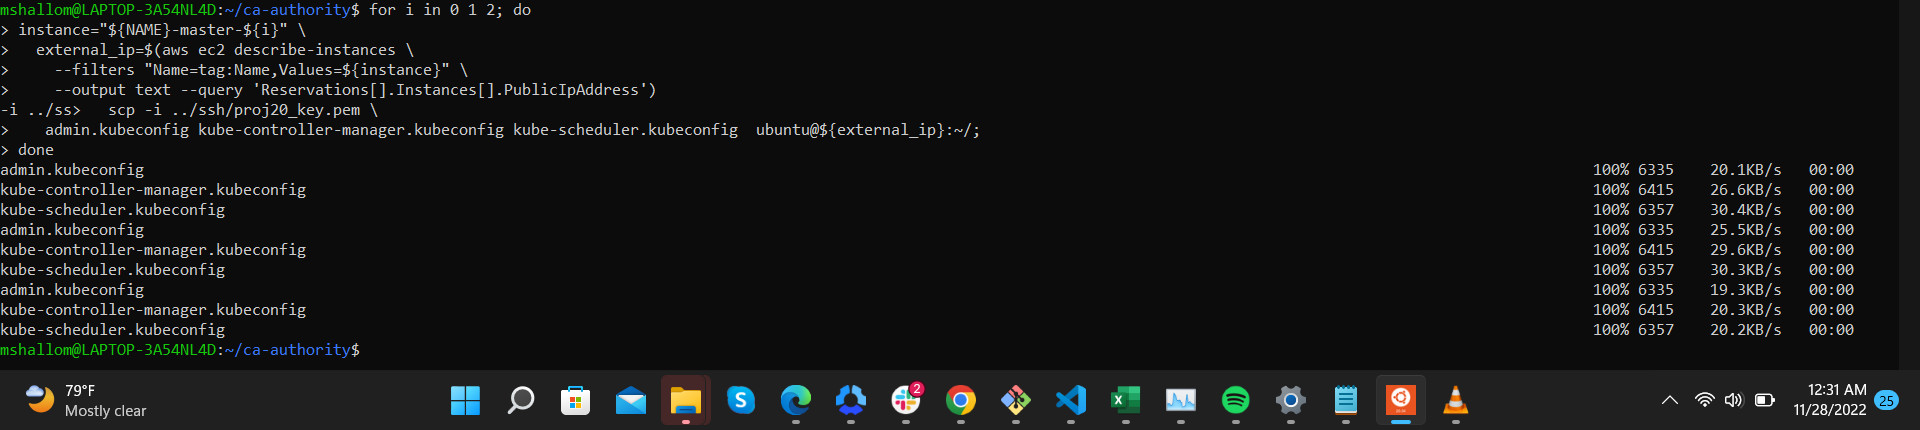 mshallom@LAPTOP-3A54NL4D:~/ca-authority$ for i in 0 1 2; do
> instance="${NAME}-master-${i}" \
>   external_ip=$(aws ec2 describe-instances \
>     --filters "Name=tag:Name,Values=${instance}" \
>     --output text --query 'Reservations[].Instances[].PublicIpAddress')
-i ../ss>   scp -i ../ssh/proj20_key.pem \
>    admin.kubeconfig kube-controller-manager.kubeconfig kube-scheduler.kubeconfig  ubuntu@${external_ip}:~/;
> done
admin.kubeconfig 100% 6335 20.1KB/s 00:00
kube-controller-manager.kubeconfig 100% 6415 26.6KB/s 00:00
kube-scheduler.kubeconfig 100% 6357 30.4KB/s 00:00
admin.kubeconfig 100% 6335 25.5KB/s 00:00
kube-controller-manager.kubeconfig 100% 6415 29.6KB/s 00:00
kube-scheduler.kubeconfig 100% 6357 30.3KB/s 00:00
admin.kubeconfig 100% 6335 19.3KB/s 00:00
kube-controller-manager.kubeconfig 100% 6415 20.3KB/s 00:00
kube-scheduler.kubeconfig 100% 6357 20.2KB/s 00:00
mshallom@LAPTOP-3A54NL4D:~/ca-authority$
79°F
Mostly clear
2
12:31 AM
11/28/2022
25